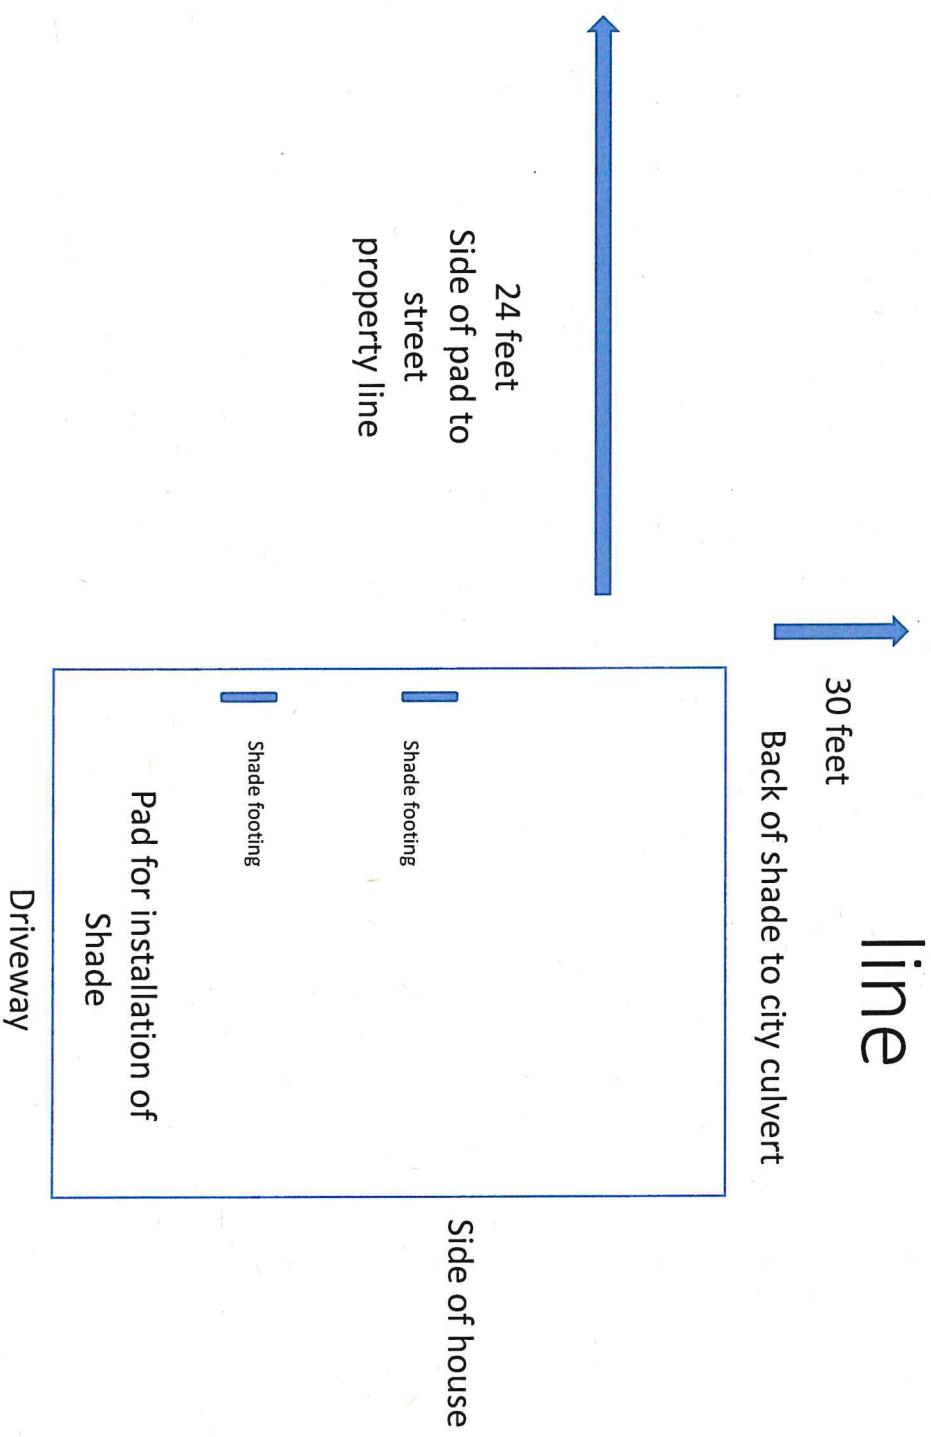 line
30 feet
Back of shade to city culvert
24 feet
Side of pad to
street
property line
Shade footing
Shade footing
Side of house
Pad for installation of
Shade
Driveway